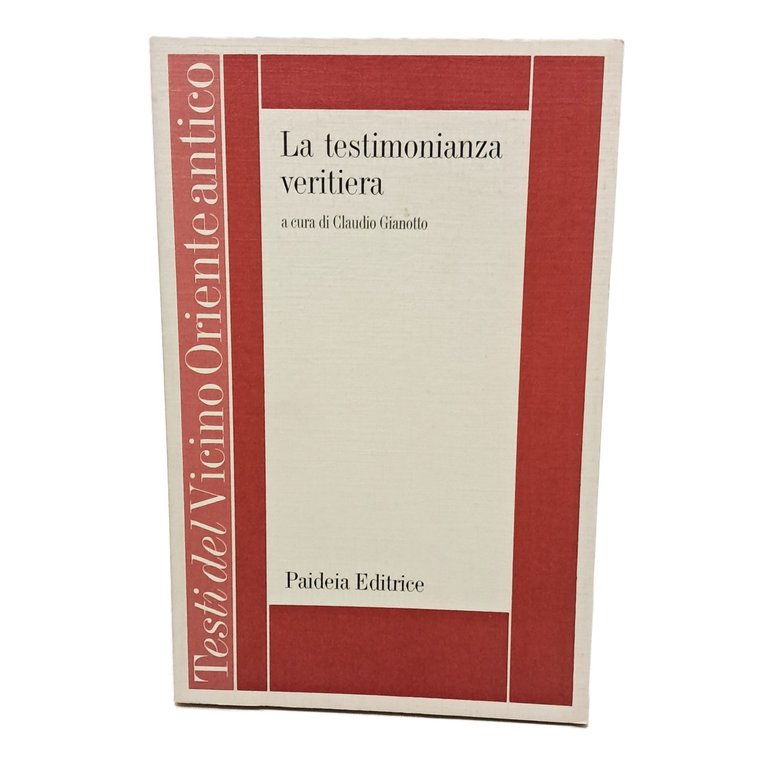 La testimonianza
veritiera
a cura di Claudio Gianotto
Paideia Editrice
Testi del Vicino Oriente antico